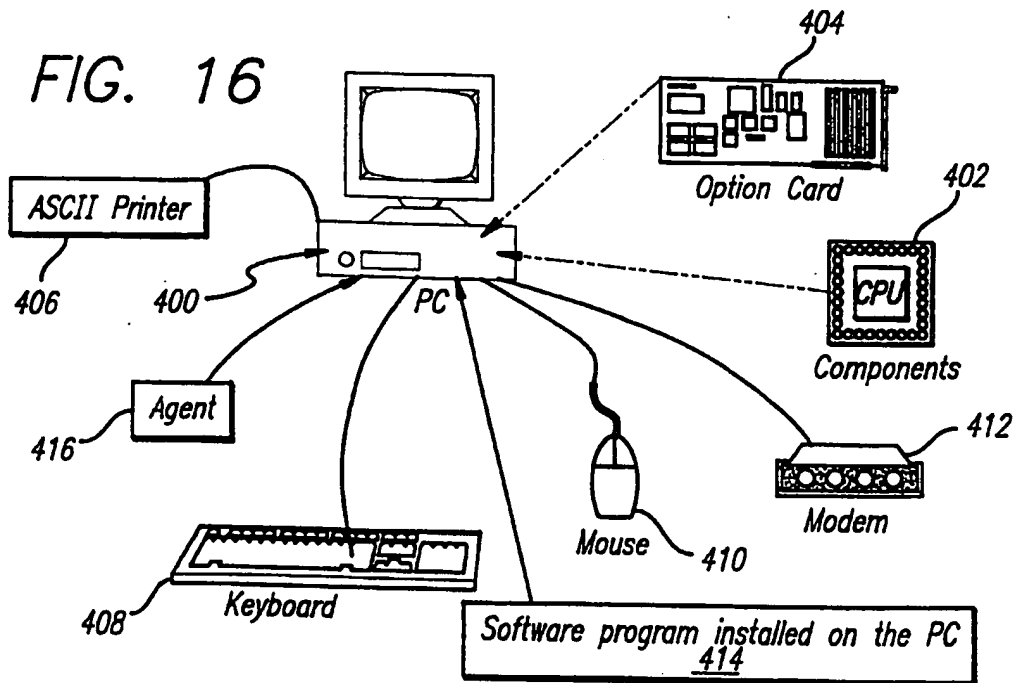 FIG. 16
404
Option Card
402
CPU
Components
ASCII Printer
406
400
PC
Agent
416
412
Modem
Mouse
410
Keyboard
408
Software program installed on the PC
414